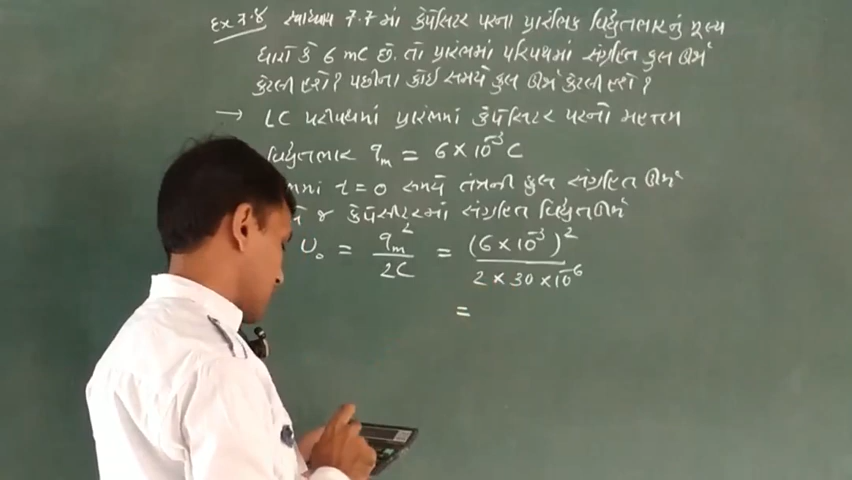 Ex 7.8 સ્વાધ્યાય 7.7 માં કેપેસિટર પરના પ્રારંભિક વિદ્યુતભારનું મૂલ્ય
ધારો કે 6 mC છે. તો પ્રારંભમાં પરિપથમાં સંગ્રહિત કુલ ઊર્જા
કેટલી હશે? પછીના કોઈ સમયે કુલ ઊર્જા કેટલી હશે?
→ LC પરીપથમાં પ્રારંભમાં કેપેસિટર પરનો મહત્તમ
વિદ્યુતભાર qm = 6 × 10⁻³ C
t = 0 સમયે તંત્રની કુલ સંગ્રહિત ઊર્જા
જ કેપેસીટરમાં સંગ્રહિત વિદ્યુતઊર્જા
U₀ = qm² / 2C = (6 × 10⁻³)² / 2 × 30 × 10⁻⁶
=